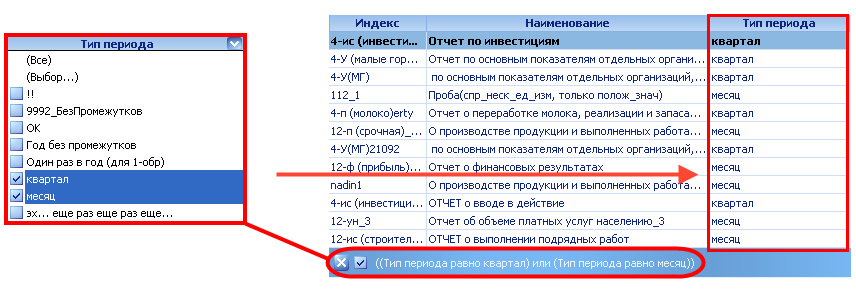 Тип периода
(Все)
(Выбор...)
!!
9992_БезПромежутков
ОК
Год без промежутков
Один раз в год (для 1-обр)
квартал
месяц
эх... еще раз еще раз еще...
Индекс Наименование Тип периода
4-ис (инвести... Отчет по инвестициям квартал
4-У (малые гор... Отчет по основным показателям отдельных органи... квартал
4-У(МГ) по основным показателям отдельных организаций,... квартал
112_1 Проба(спр_неск_ед_изм, только полож_знач) месяц
4-п (молоко)erty Отчет о переработке молока, реализации и запаса... квартал
12-п (срочная)_... О производстве продукции и выполненных работа... месяц
4-У(МГ)21092 по основным показателям отдельных организаций,... квартал
12-ф (прибыль)... Отчет о финансовых результатах месяц
nadin1 О производстве продукции и выполненных работа... месяц
4-ис (инвестици... ОТЧЕТ о вводе в действие квартал
12-ун_3 Отчет об объеме платных услуг населению_3 месяц
12-ис (строител... ОТЧЕТ о выполнении подрядных работ месяц
((Тип периода равно квартал) или (Тип периода равно месяц))